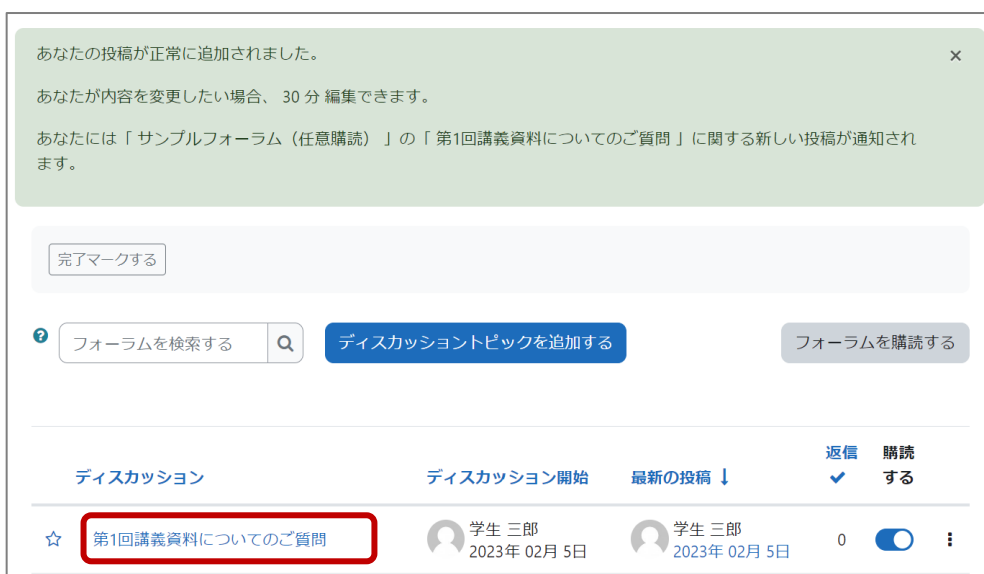 あなたの投稿が正常に追加されました。
×
あなたが内容を変更したい場合、 30 分 編集できます。
あなたには「 サンプルフォーラム（任意購読） 」の「 第1回講義資料についてのご質問 」に関する新しい投稿が通知され
ます。
完了マークする
? フォーラムを検索する
ディスカッショントピックを追加する
フォーラムを購読する
ディスカッション ディスカッション開始 最新の投稿 ↓ 返信 購読
する
第1回講義資料についてのご質問 学生 三郎 学生 三郎 0
2023年 02月 5日 2023年 02月 5日